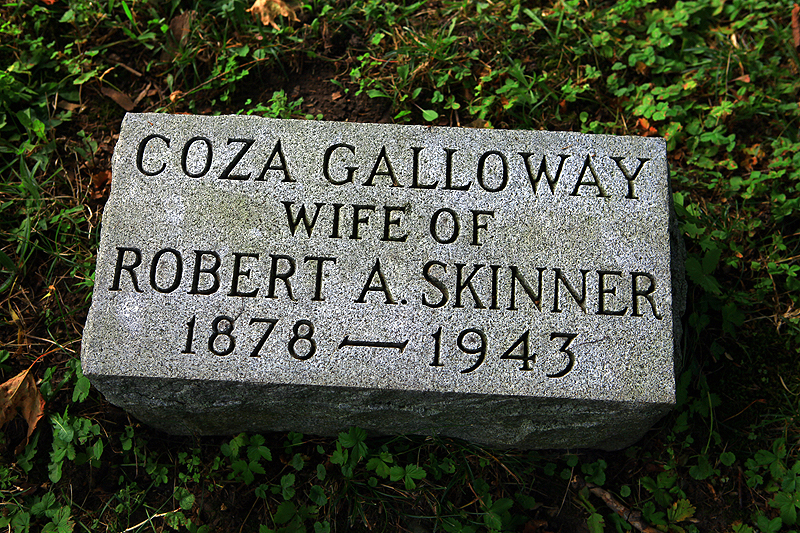 COZA GALLOWAY
WIFE OF
ROBERT A. SKINNER
1878 — 1943